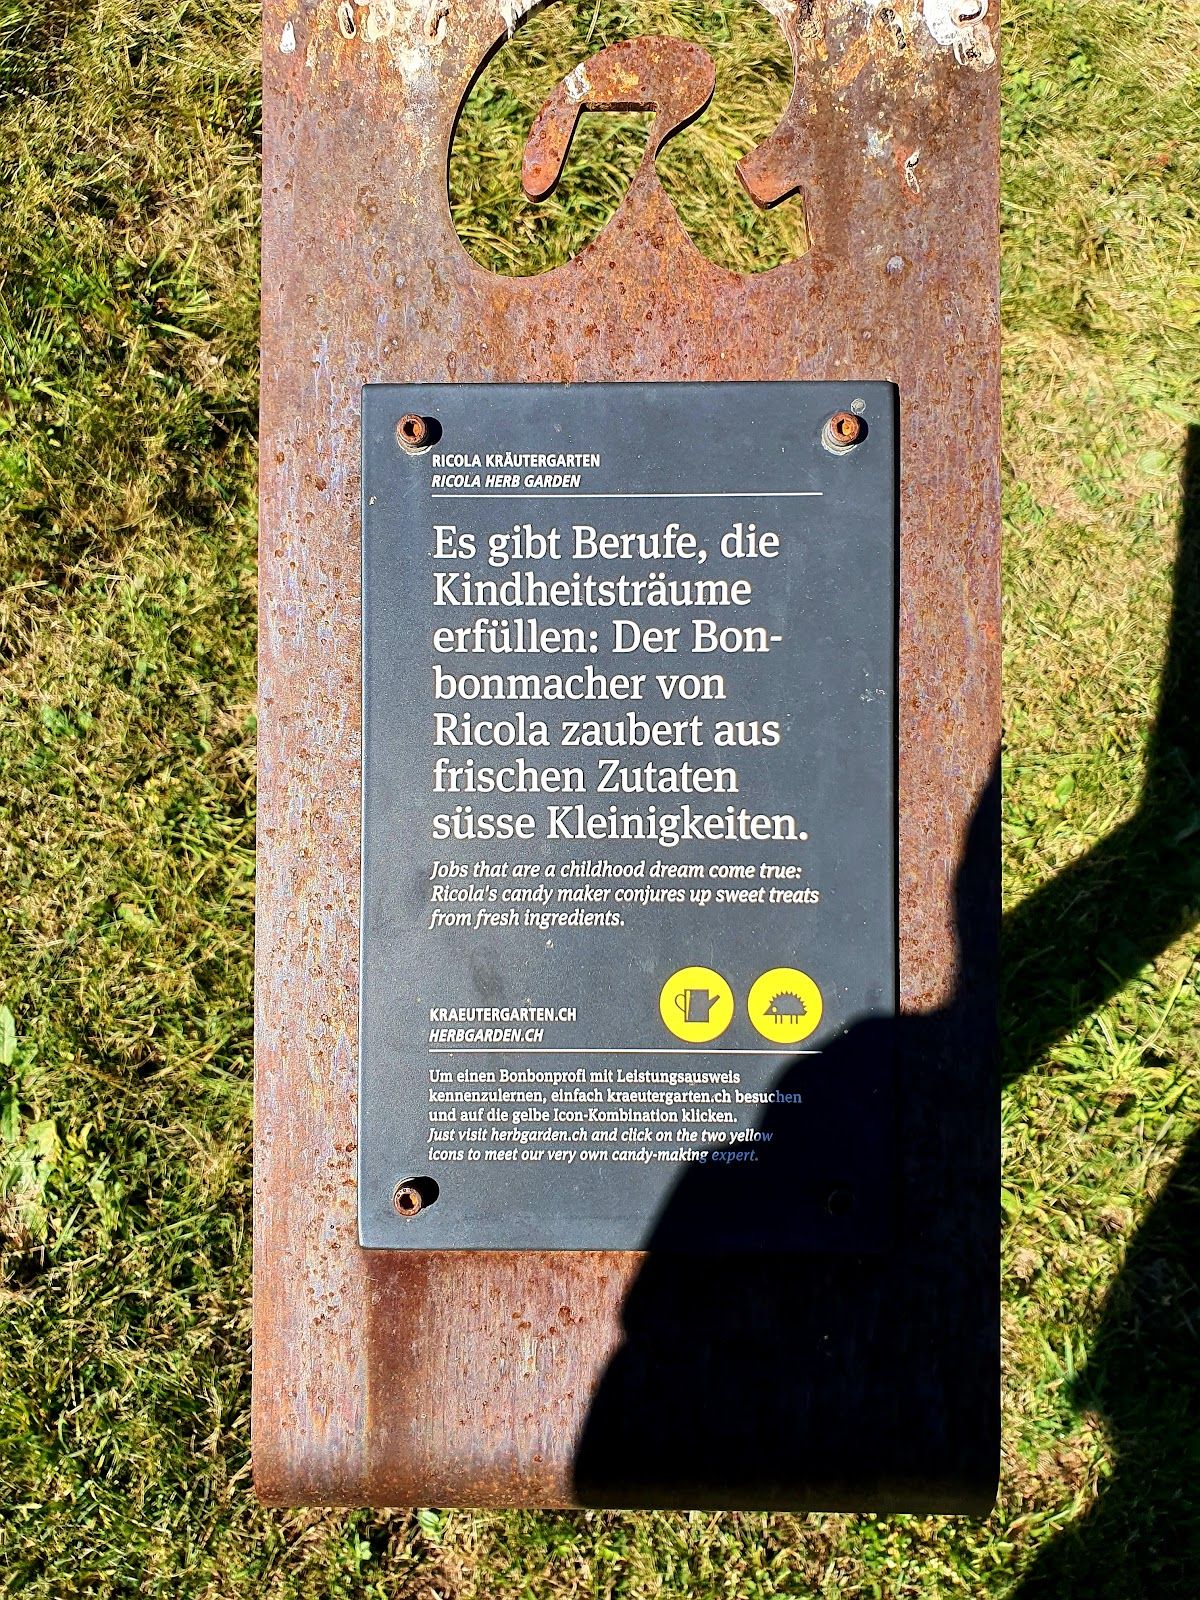 RICOLA KRÄUTERGARTEN
RICOLA HERB GARDEN
Es gibt Berufe, die
Kindheitsträume
erfüllen: Der Bon-
bonmacher von
Ricola zaubert aus
frischen Zutaten
süsse Kleinigkeiten.
Jobs that are a childhood dream come true:
Ricola's candy maker conjures up sweet treats
from fresh ingredients.
KRAEUTERGARTEN.CH
HERBGARDEN.CH
Um einen Bonbonprofi mit Leistungsausweis
kennenzulernen, einfach kraeutergarten.ch besuchen
und auf die gelbe Icon-Kombination klicken.
Just visit herbgarden.ch and click on the two yellow
icons to meet our very own candy-making expert.